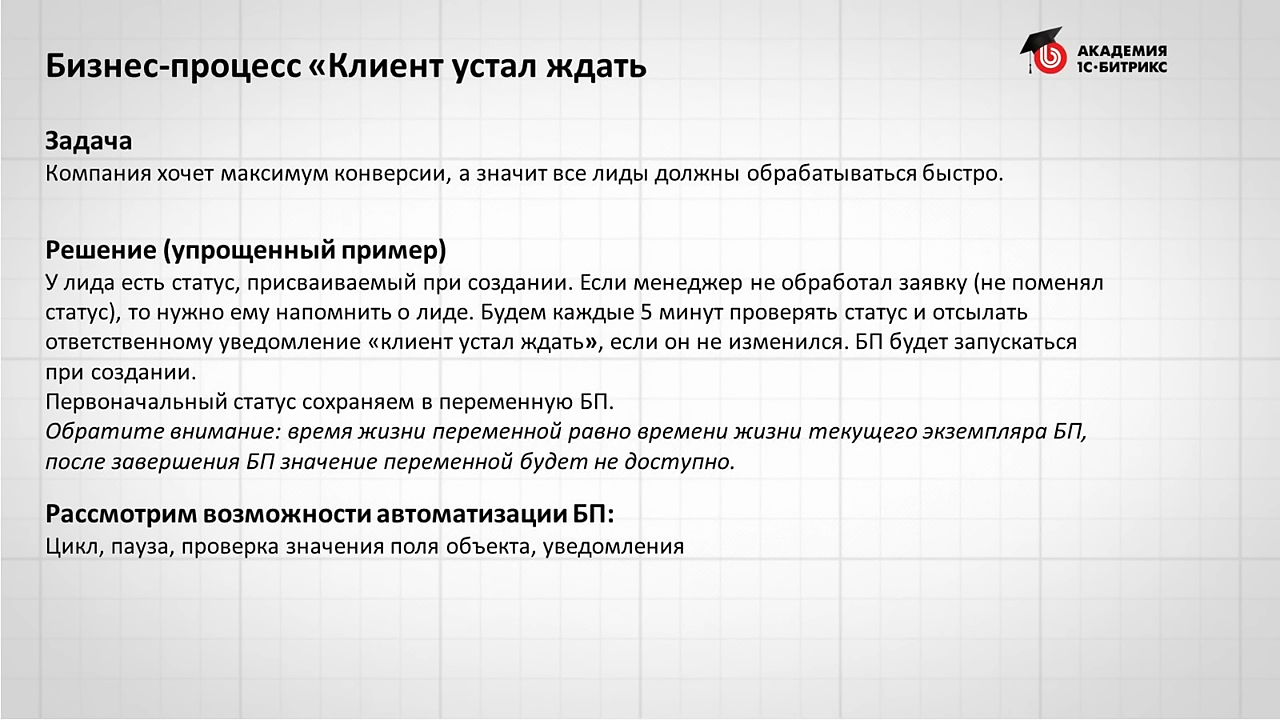 Бизнес-процесс «Клиент устал ждать
АКАДЕМИЯ
1С·БИТРИКС
Задача
Компания хочет максимум конверсии, а значит все лиды должны обрабатываться быстро.
Решение (упрощенный пример)
У лида есть статус, присваиваемый при создании. Если менеджер не обработал заявку (не поменял
статус), то нужно ему напомнить о лиде. Будем каждые 5 минут проверять статус и отсылать
ответственному уведомление «клиент устал ждать», если он не изменился. БП будет запускаться
при создании.
Первоначальный статус сохраняем в переменную БП.
Обратите внимание: время жизни переменной равно времени жизни текущего экземпляра БП,
после завершения БП значение переменной будет не доступно.
Рассмотрим возможности автоматизации БП:
Цикл, пауза, проверка значения поля объекта, уведомления